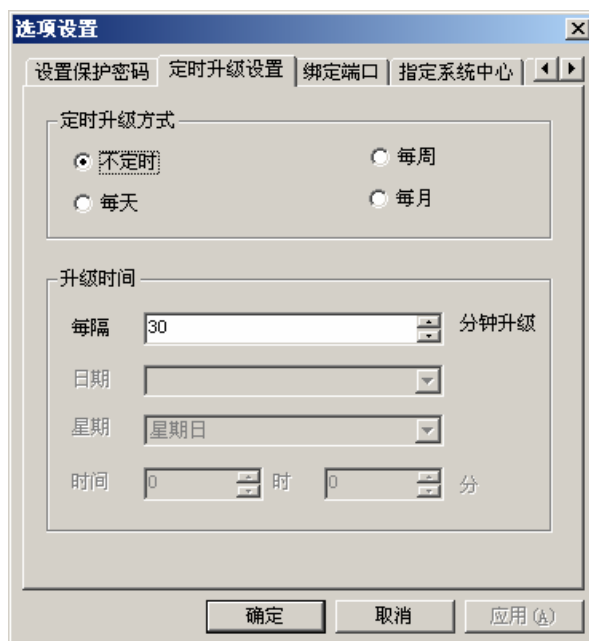 选项设置
设置保护密码 定时升级设置 绑定端口 指定系统中心
定时升级方式
不定时 每周
每天 每月
升级时间
每隔 30 分钟升级
日期
星期 星期日
时间 0 时 0 分
确定 取消 应用(A)